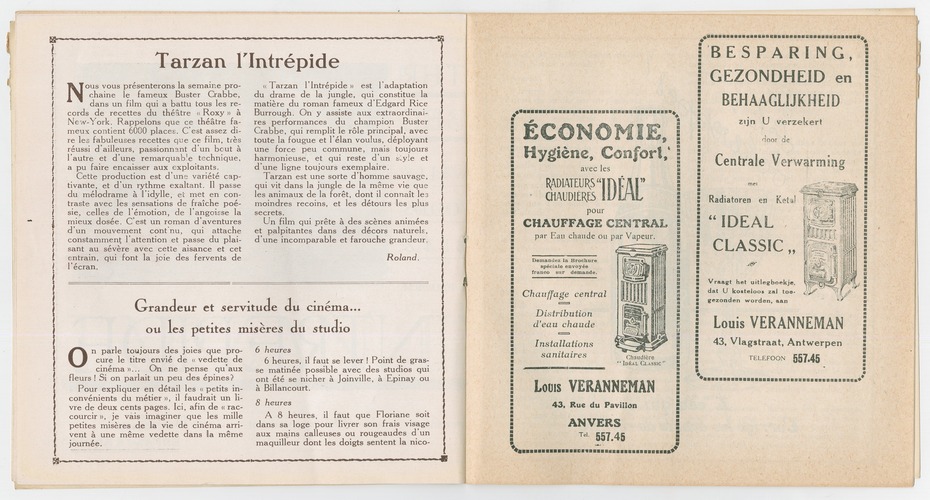 Tarzan l'Intrépide
Nous vous présenterons la semaine pro-
chaine le fameux Buster Crabbe,
dans un film qui a battu tous les re-
cords de recettes du théâtre « Roxy » à
New-York. Rappelons que ce théâtre fa-
meux contient 6000 places. C'est assez di-
re les fabuleuses recettes que ce film, très
réussi d'ailleurs, passionnant d'un bout à
l'autre et d'une remarquable technique,
a pu faire encaisser aux exploitants.
Cette production est d'une variété cap-
tivante, et d'un rythme exaltant. Il passe
du mélodrame à l'idylle, et met en con-
traste avec les sensations de fraîche poé-
sie, celles de l'émotion, de l'angoisse la
mieux dosée. C'est un roman d'aventures
d'un mouvement continu, qui attache
constamment l'attention et passe du plai-
sant au sévère avec cette aisance et cet
entrain, qui font la joie des fervents de
l'écran.
« Tarzan l'Intrépide » est l'adaptation
du drame de la jungle, qui constitue la
matière du roman fameux d'Edgard Rice
Burrough. On y assiste aux extraordinai-
res performances du champion Buster
Crabbe, qui remplit le rôle principal, avec
toute la fougue et l'élan voulus, déployant
une force peu commune, mais toujours
harmonieuse, et qui reste d'un style et
d'une ligne toujours exemplaire.
Tarzan est une sorte d'homme sauvage,
qui vit dans la jungle de la même vie que
les animaux de la forêt, dont il connaît les
moindres recoins, et les détours les plus
secrets.
Un film qui prête à des scènes animées
et palpitantes dans des décors naturels,
d'une incomparable et farouche grandeur.
Roland.
Grandeur et servitude du cinéma...
ou les petites misères du studio
On parle toujours des joies que pro-
cure le titre envié de « vedette de
cinéma »... On ne pense qu'aux
fleurs ! Si on parlait un peu des épines?
Pour expliquer en détail les « petits in-
convénients du métier », il faudrait un li-
vre de deux cents pages. Ici, afin de « rac-
courcir », je vais imaginer que les mille
petites misères de la vie de cinéma arri-
vent à une même vedette dans la même
journée.
6 heures
6 heures, il faut se lever ! Point de gras-
se matinée possible avec des studios qui
ont été se nicher à Joinville, à Epinay ou
à Billancourt.
8 heures
A 8 heures, il faut que Floriane soit
dans sa loge pour livrer son frais visage
aux mains calleuses ou rougeaudes d'un
maquilleur dont les doigts sentent la nico-
ÉCONOMIE,
Hygiène, Confort,
avec les
RADIATEURS
CHAUDIÈRES "IDÉAL"
pour
CHAUFFAGE CENTRAL
par Eau chaude ou par Vapeur.
Demandez la Brochure
spéciale envoyée
franco sur demande.
Chauffage central
Distribution
d'eau chaude
Installations
sanitaires
Chaudière
"IDEAL CLASSIC"
Louis VERANNEMAN
43, Rue du Pavillon
ANVERS
Tel. 557.45
BESPARING,
GEZONDHEID en
BEHAAGLIJKHEID
zijn U verzekert
door de
Centrale Verwarming
met
Radiatoren en Ketel
"IDEAL
CLASSIC„
Vraagt het uitlegboekje,
dat U kosteloos zal toe-
gezonden worden, aan
Louis VERANNEMAN
43, Vlagstraat, Antwerpen
TELEFOON 557.45